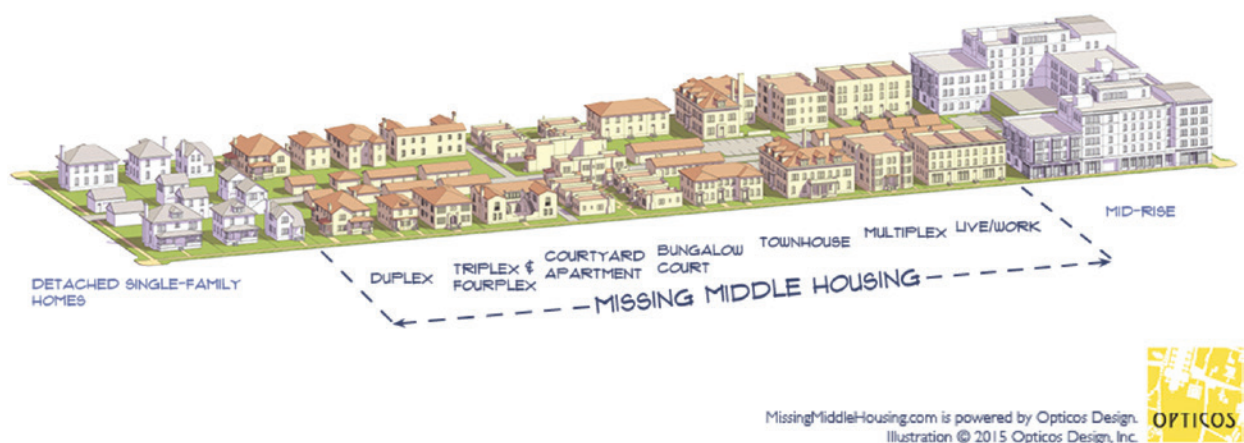 DETACHED SINGLE-FAMILY
HOMES
DUPLEX
TRIPLEX &
FOURPLEX
COURTYARD
APARTMENT
BUNGALOW
COURT
TOWNHOUSE
MULTIPLEX
LIVE/WORK
MID-RISE
MISSING MIDDLE HOUSING
MissingMiddleHousing.com is powered by Opticos Design.
Illustration © 2015 Opticos Design, Inc.
OPTICOS